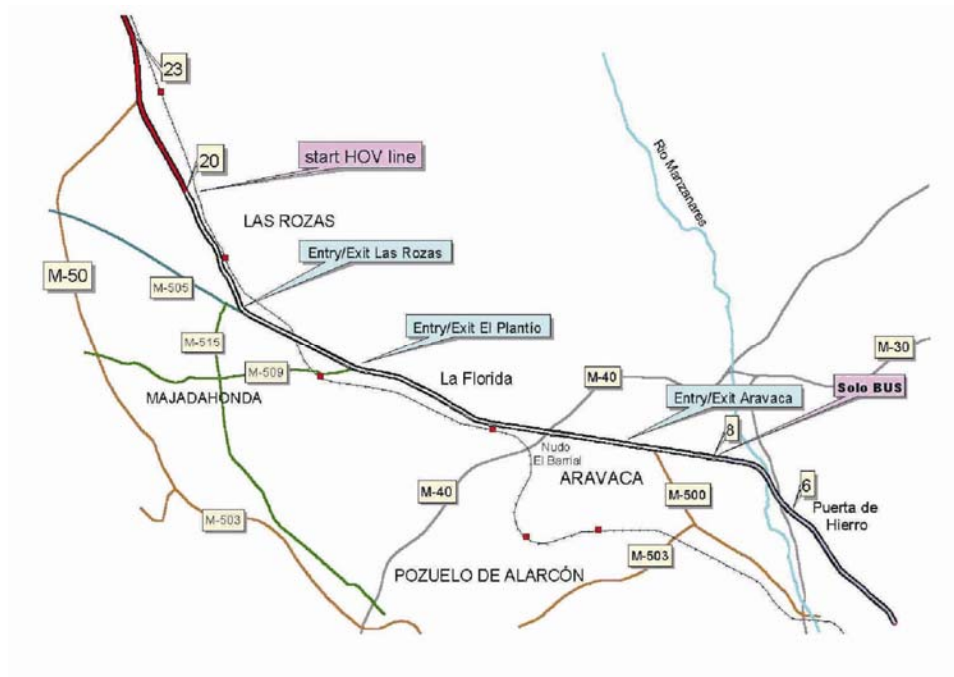 23
20
start HOV line
Rio Manzanares
LAS ROZAS
Entry/Exit Las Rozas
M-50
M-505
Entry/Exit El Plantío
M-515
M-30
M-509
La Florida
M-40
Solo BUS
MAJADAHONDA
Entry/Exit Aravaca
8
Nudo
El Barrial
ARAVACA
M-40
M-500
6
Puerta de
Hierro
M-503
M-503
POZUELO DE ALARCÓN